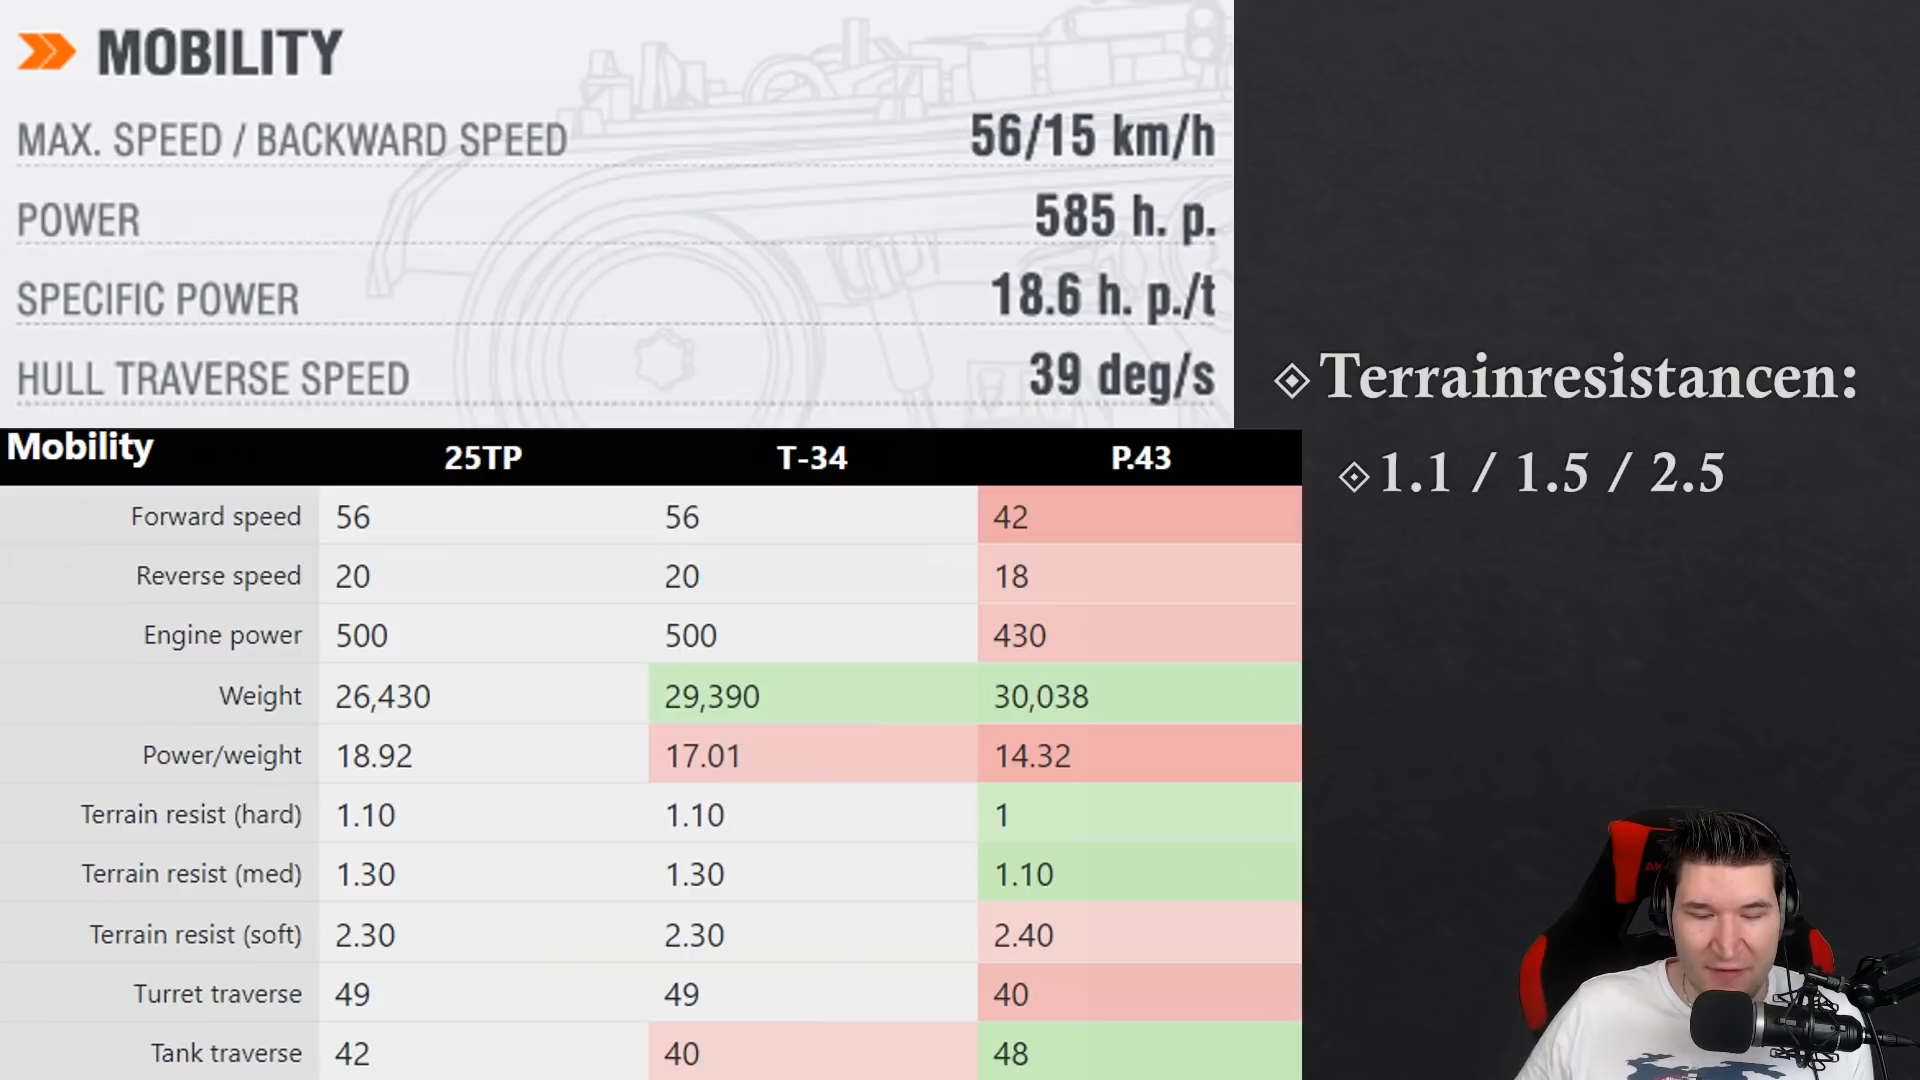 MOBILITY
MAX. SPEED / BACKWARD SPEED 56/15 km/h
POWER 585 h. p.
SPECIFIC POWER 18.6 h. p./t
HULL TRAVERSE SPEED 39 deg/s
Terrainresistancen:
1.1 / 1.5 / 2.5
Mobility 25TP T-34 P.43
Forward speed 56 56 42
Reverse speed 20 20 18
Engine power 500 500 430
Weight 26,430 29,390 30,038
Power/weight 18.92 17.01 14.32
Terrain resist (hard) 1.10 1.10 1
Terrain resist (med) 1.30 1.30 1.10
Terrain resist (soft) 2.30 2.30 2.40
Turret traverse 49 49 40
Tank traverse 42 40 48